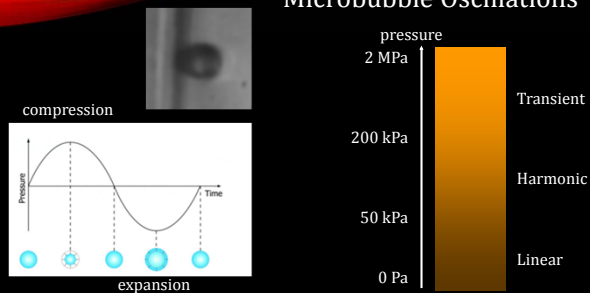 Microbubble Oscillations
compression
Pressure
Time
expansion
pressure
2 MPa
Transient
200 kPa
Harmonic
50 kPa
Linear
0 Pa